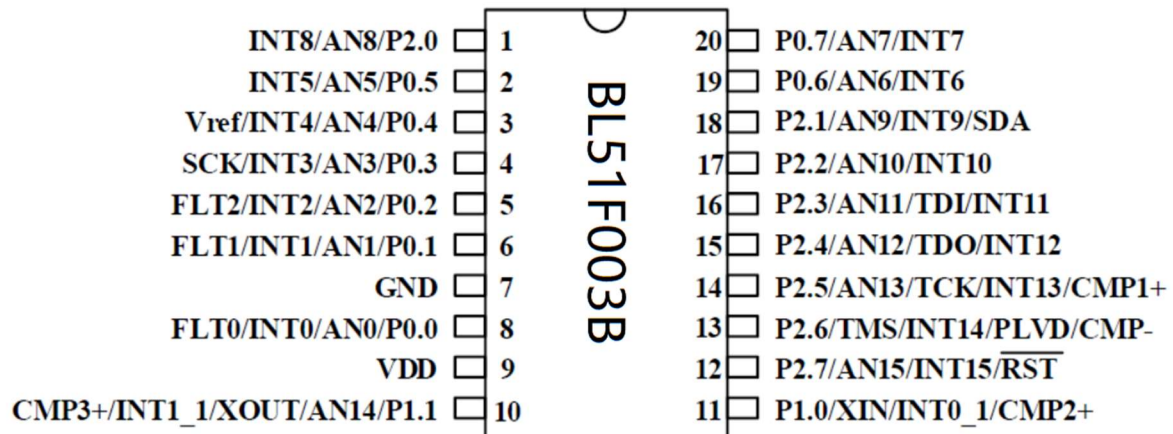 INT8/AN8/P2.0 1 20 P0.7/AN7/INT7
INT5/AN5/P0.5 2 19 P0.6/AN6/INT6
Vref/INT4/AN4/P0.4 3 18 P2.1/AN9/INT9/SDA
SCK/INT3/AN3/P0.3 4 17 P2.2/AN10/INT10
FLT2/INT2/AN2/P0.2 5 16 P2.3/AN11/TDI/INT11
FLT1/INT1/AN1/P0.1 6 15 P2.4/AN12/TDO/INT12
GND 7 14 P2.5/AN13/TCK/INT13/CMP1+
FLT0/INT0/AN0/P0.0 8 13 P2.6/TMS/INT14/PLVD/CMP-
VDD 9 12 P2.7/AN15/INT15/RST
CMP3+/INT1_1/XOUT/AN14/P1.1 10 11 P1.0/XIN/INT0_1/CMP2+
BL51F003B